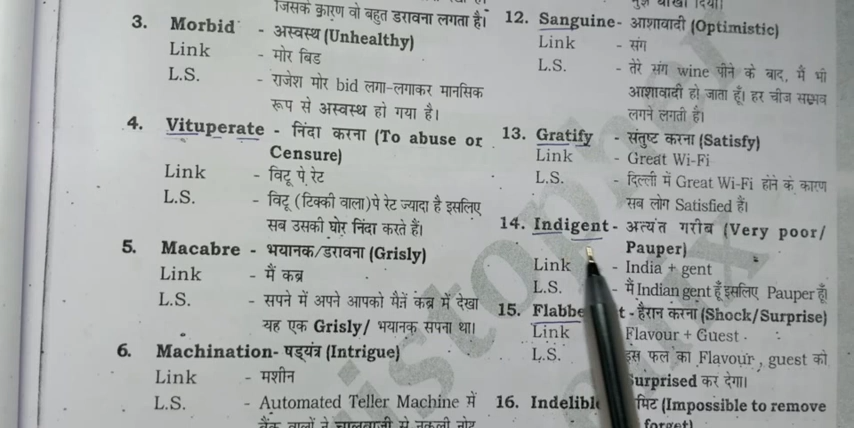 जिसके कारण वो बहुत डरावना लगता है।
3. Morbid - अस्वस्थ (Unhealthy)
Link - मोर बिड
L.S. - राजेश मोर bid लगा-लगाकर मानसिक
रूप से अस्वस्थ हो गया है।
4. Vituperate - निंदा करना (To abuse or
Censure)
Link - विटू पे रेट
L.S. - विटू (टिक्की वाला)पे रेट ज्यादा है इसलिए
सब उसकी घोर निंदा करते हैं।
5. Macabre - भयानक/डरावना (Grisly)
Link - मैं कब्र
L.S. - सपने में अपने आपको मैंने कब्र में देखा
यह एक Grisly/ भयानक सपना था।
6. Machination- षड्यंत्र (Intrigue)
Link - मशीन
L.S. - Automated Teller Machine में
12. Sanguine- आशावादी (Optimistic)
Link - संग
L.S. - तेरे संग wine पीने के बाद, मैं भी
आशावादी हो जाता हूँ। हर चीज सम्भव
लगने लगती है।
13. Gratify - संतुष्ट करना (Satisfy)
Link - Great Wi-Fi
L.S. - दिल्ली में Great Wi-Fi होने के कारण
सब लोग Satisfied हैं।
14. Indigent- अत्यंत गरीब (Very poor/
Pauper)
Link - India + gent
L.S. - मैं Indian gent हूँ इसलिए Pauper हूँ।
15. Flabbe t - हैरान करना (Shock/Surprise)
Link Flavour + Guest
L.S. इस फल का Flavour, guest को
Surprised कर देगा।
16. Indelible (Impossible to remove
forget)